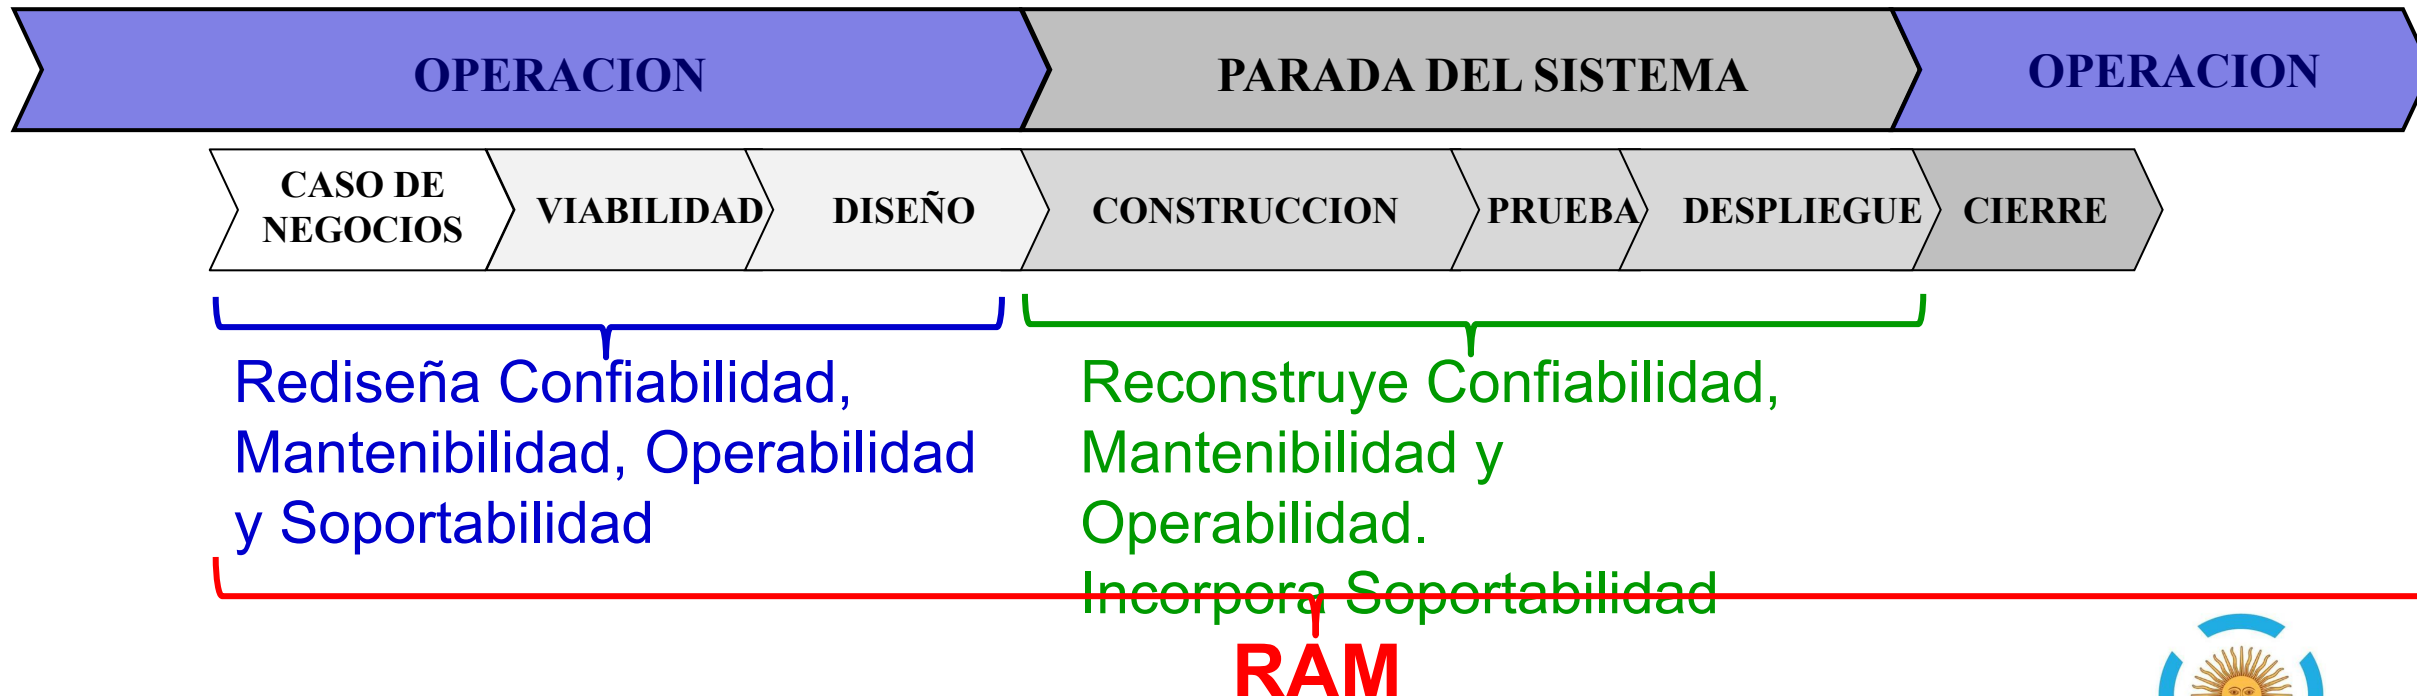 OPERACION
PARADA DEL SISTEMA
OPERACION
CASO DE
NEGOCIOS
VIABILIDAD
DISEÑO
CONSTRUCCION
PRUEBA
DESPLIEGUE
CIERRE
Rediseña Confiabilidad,
Mantenibilidad, Operabilidad
y Soportabilidad
Reconstruye Confiabilidad,
Mantenibilidad y
Operabilidad.
Incorpora Soportabilidad
RAM